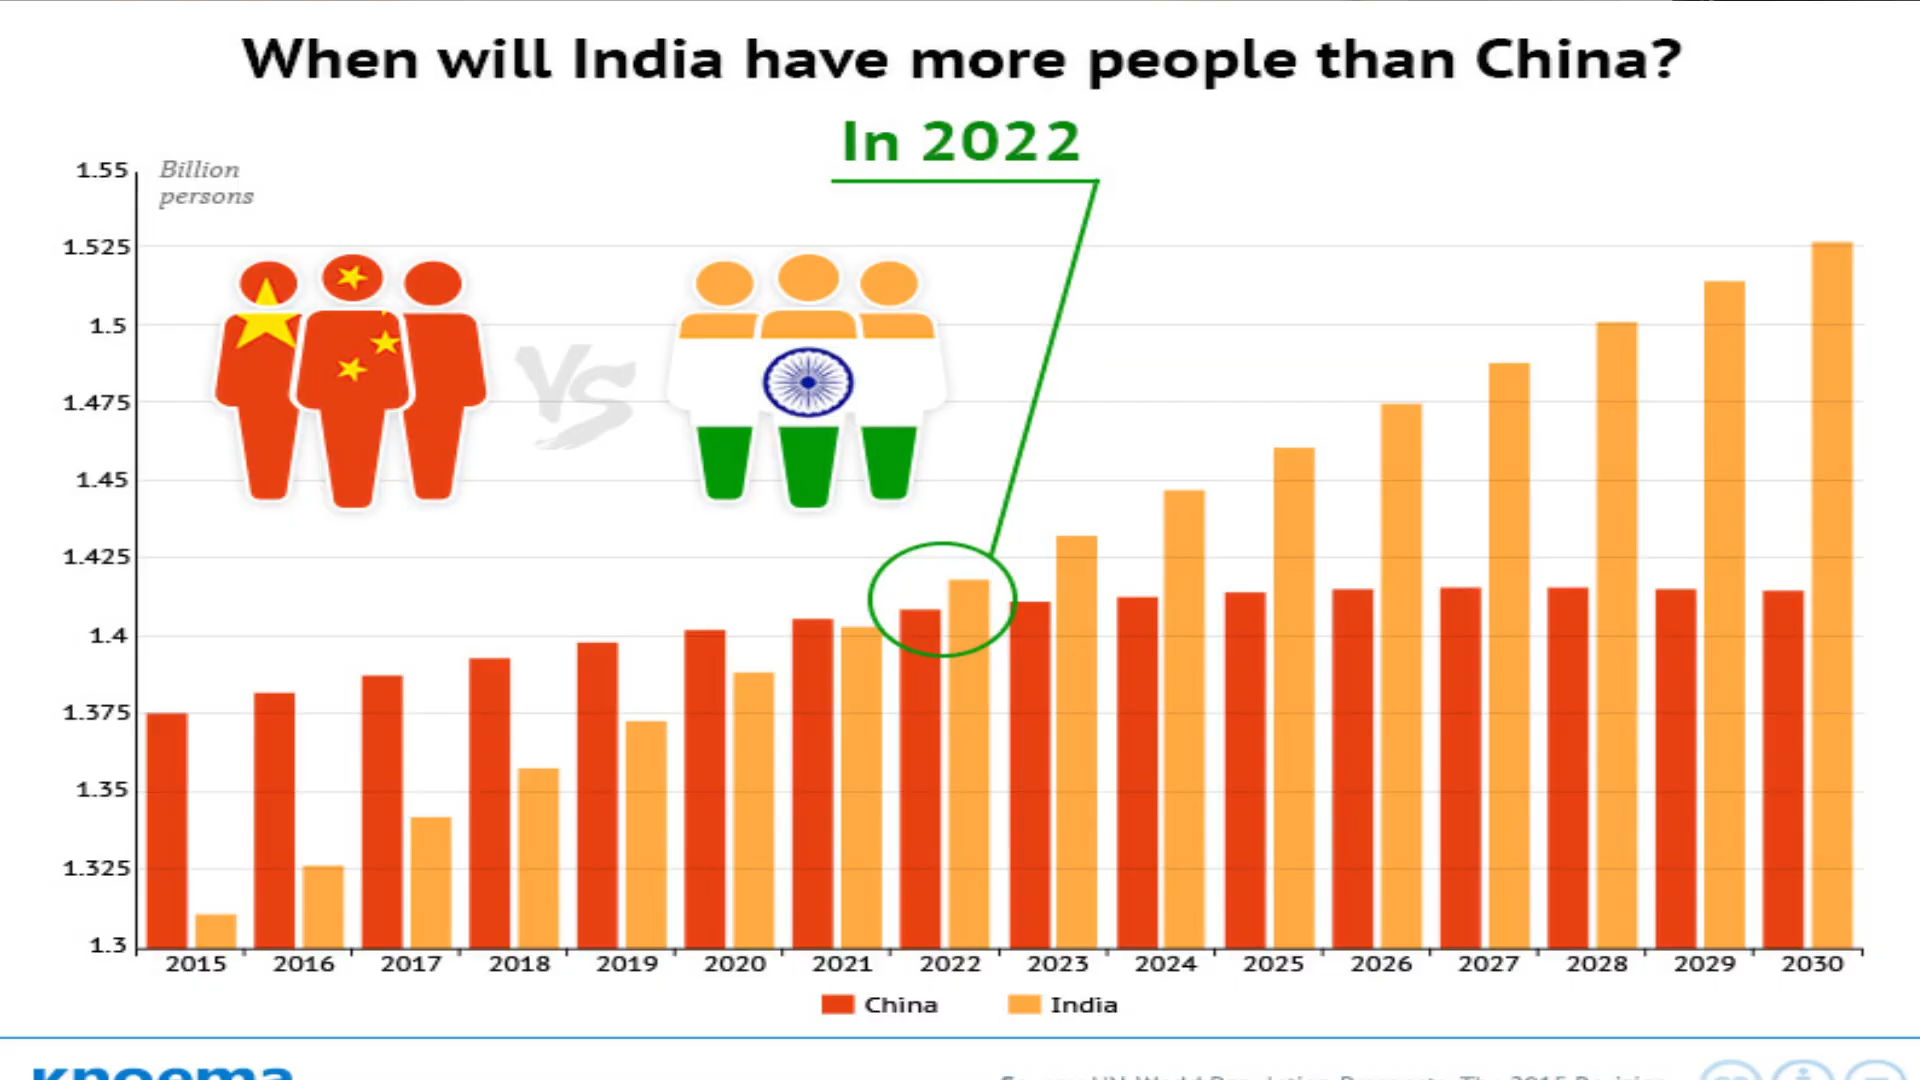 When will India have more people than China?
In 2022
Billion
persons
1.55
1.525
1.5
1.475
1.45
1.425
1.4
1.375
1.35
1.325
1.3
VS
2015 2016 2017 2018 2019 2020 2021 2022 2023 2024 2025 2026 2027 2028 2029 2030
China India
knoema